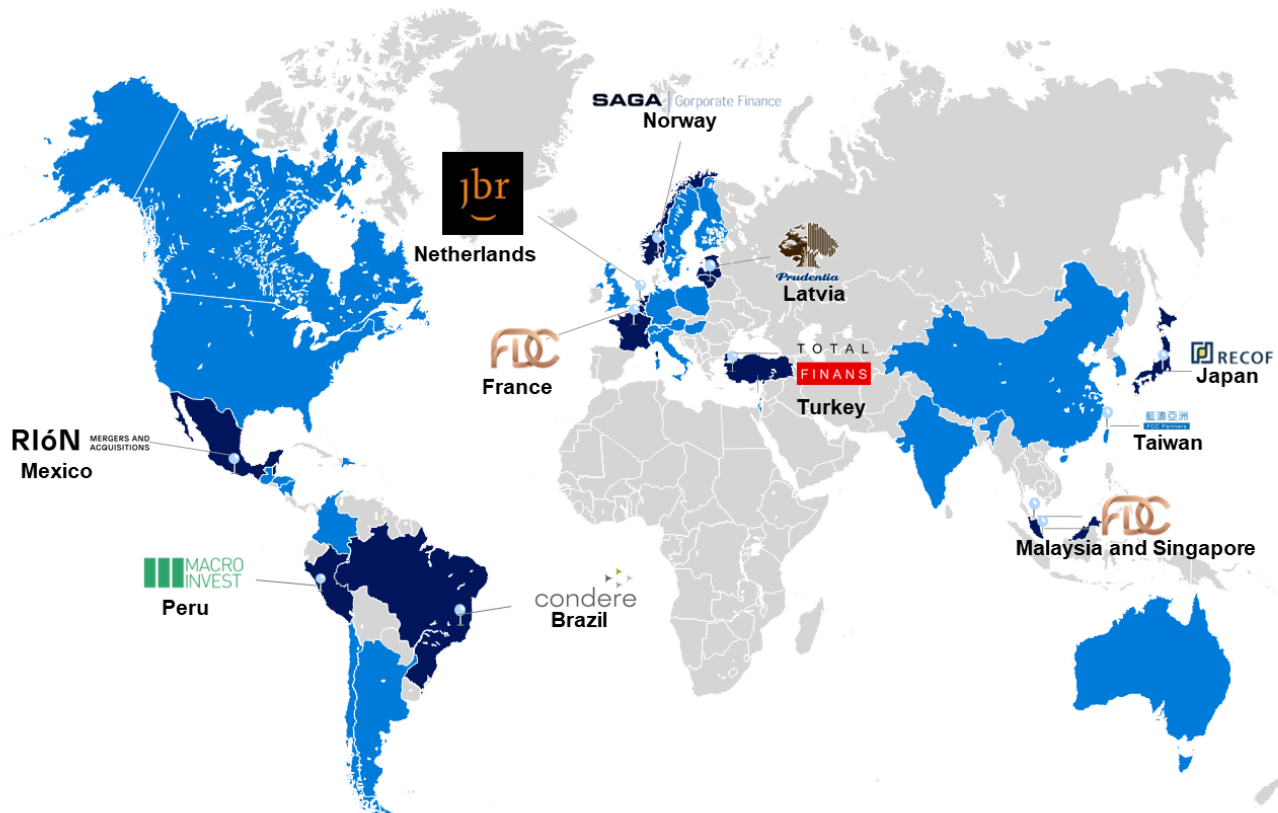 SAGA Corporate Finance
Norway
jbr
Netherlands
Prudentia
Latvia
FDC
France
TOTAL
FINANS
Turkey
RECOF
Japan
藍濤亞洲
FCC Partners
Taiwan
RIóN MERGERS AND
ACQUISITIONS
Mexico
FDC
Malaysia and Singapore
MACRO
INVEST
Peru
condere
Brazil